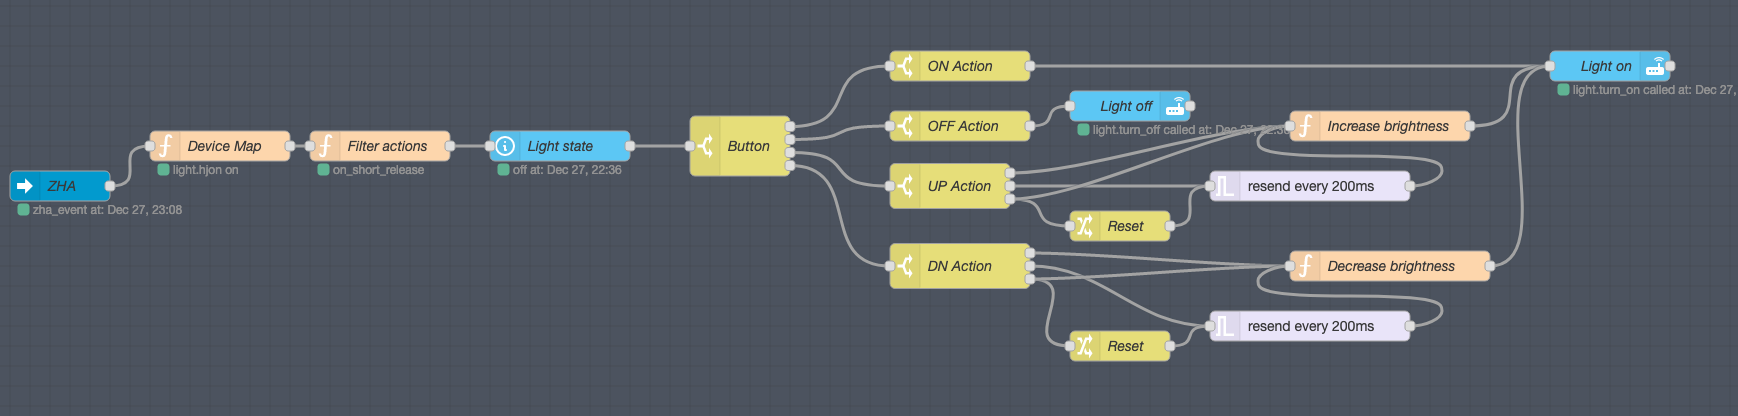 ON Action
Light on
light.turn_on called at: Dec 27,
Light off
light.turn_off called at: Dec 27,
OFF Action
Increase brightness
Device Map
light.hjon on
Filter actions
on_short_release
Light state
off at: Dec 27, 22:36
Button
ZHA
zha_event at: Dec 27, 23:08
UP Action
resend every 200ms
Reset
DN Action
Decrease brightness
resend every 200ms
Reset